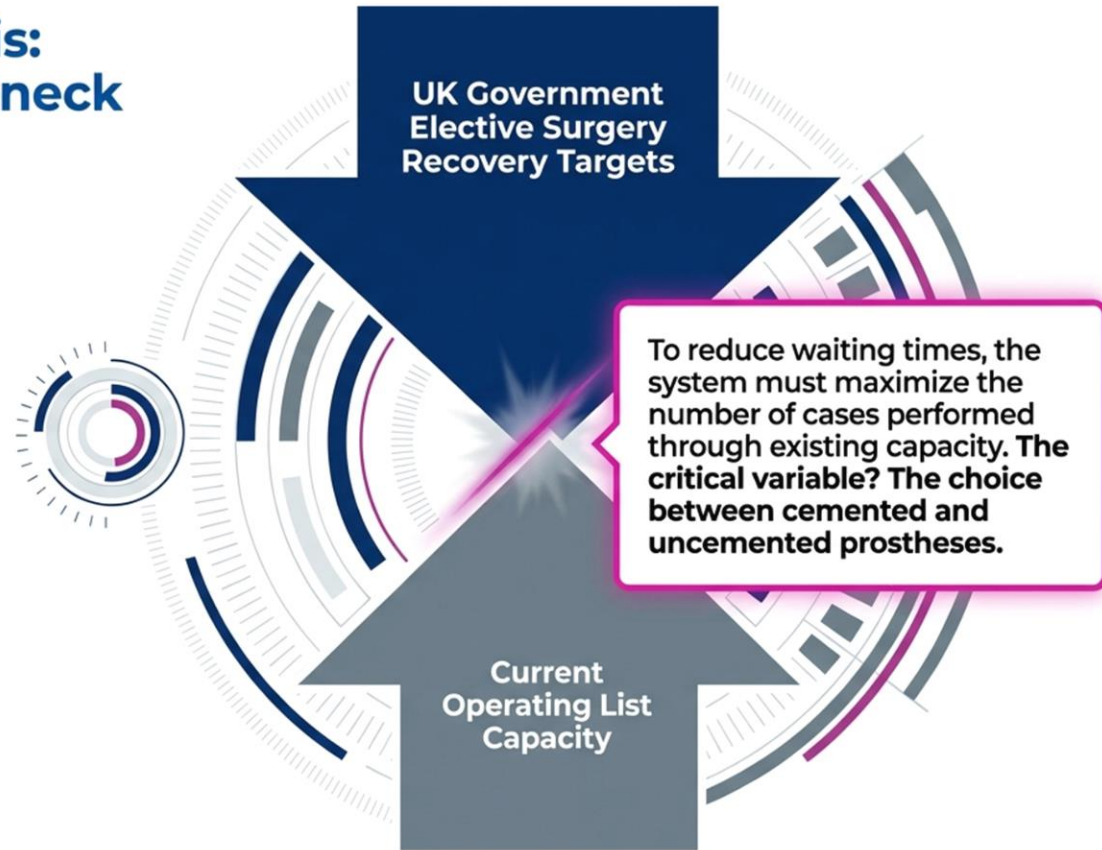 is:
neck
UK Government
Elective Surgery
Recovery Targets
To reduce waiting times, the
system must maximize the
number of cases performed
through existing capacity. The
critical variable? The choice
between cemented and
uncemented prostheses.
Current
Operating List
Capacity